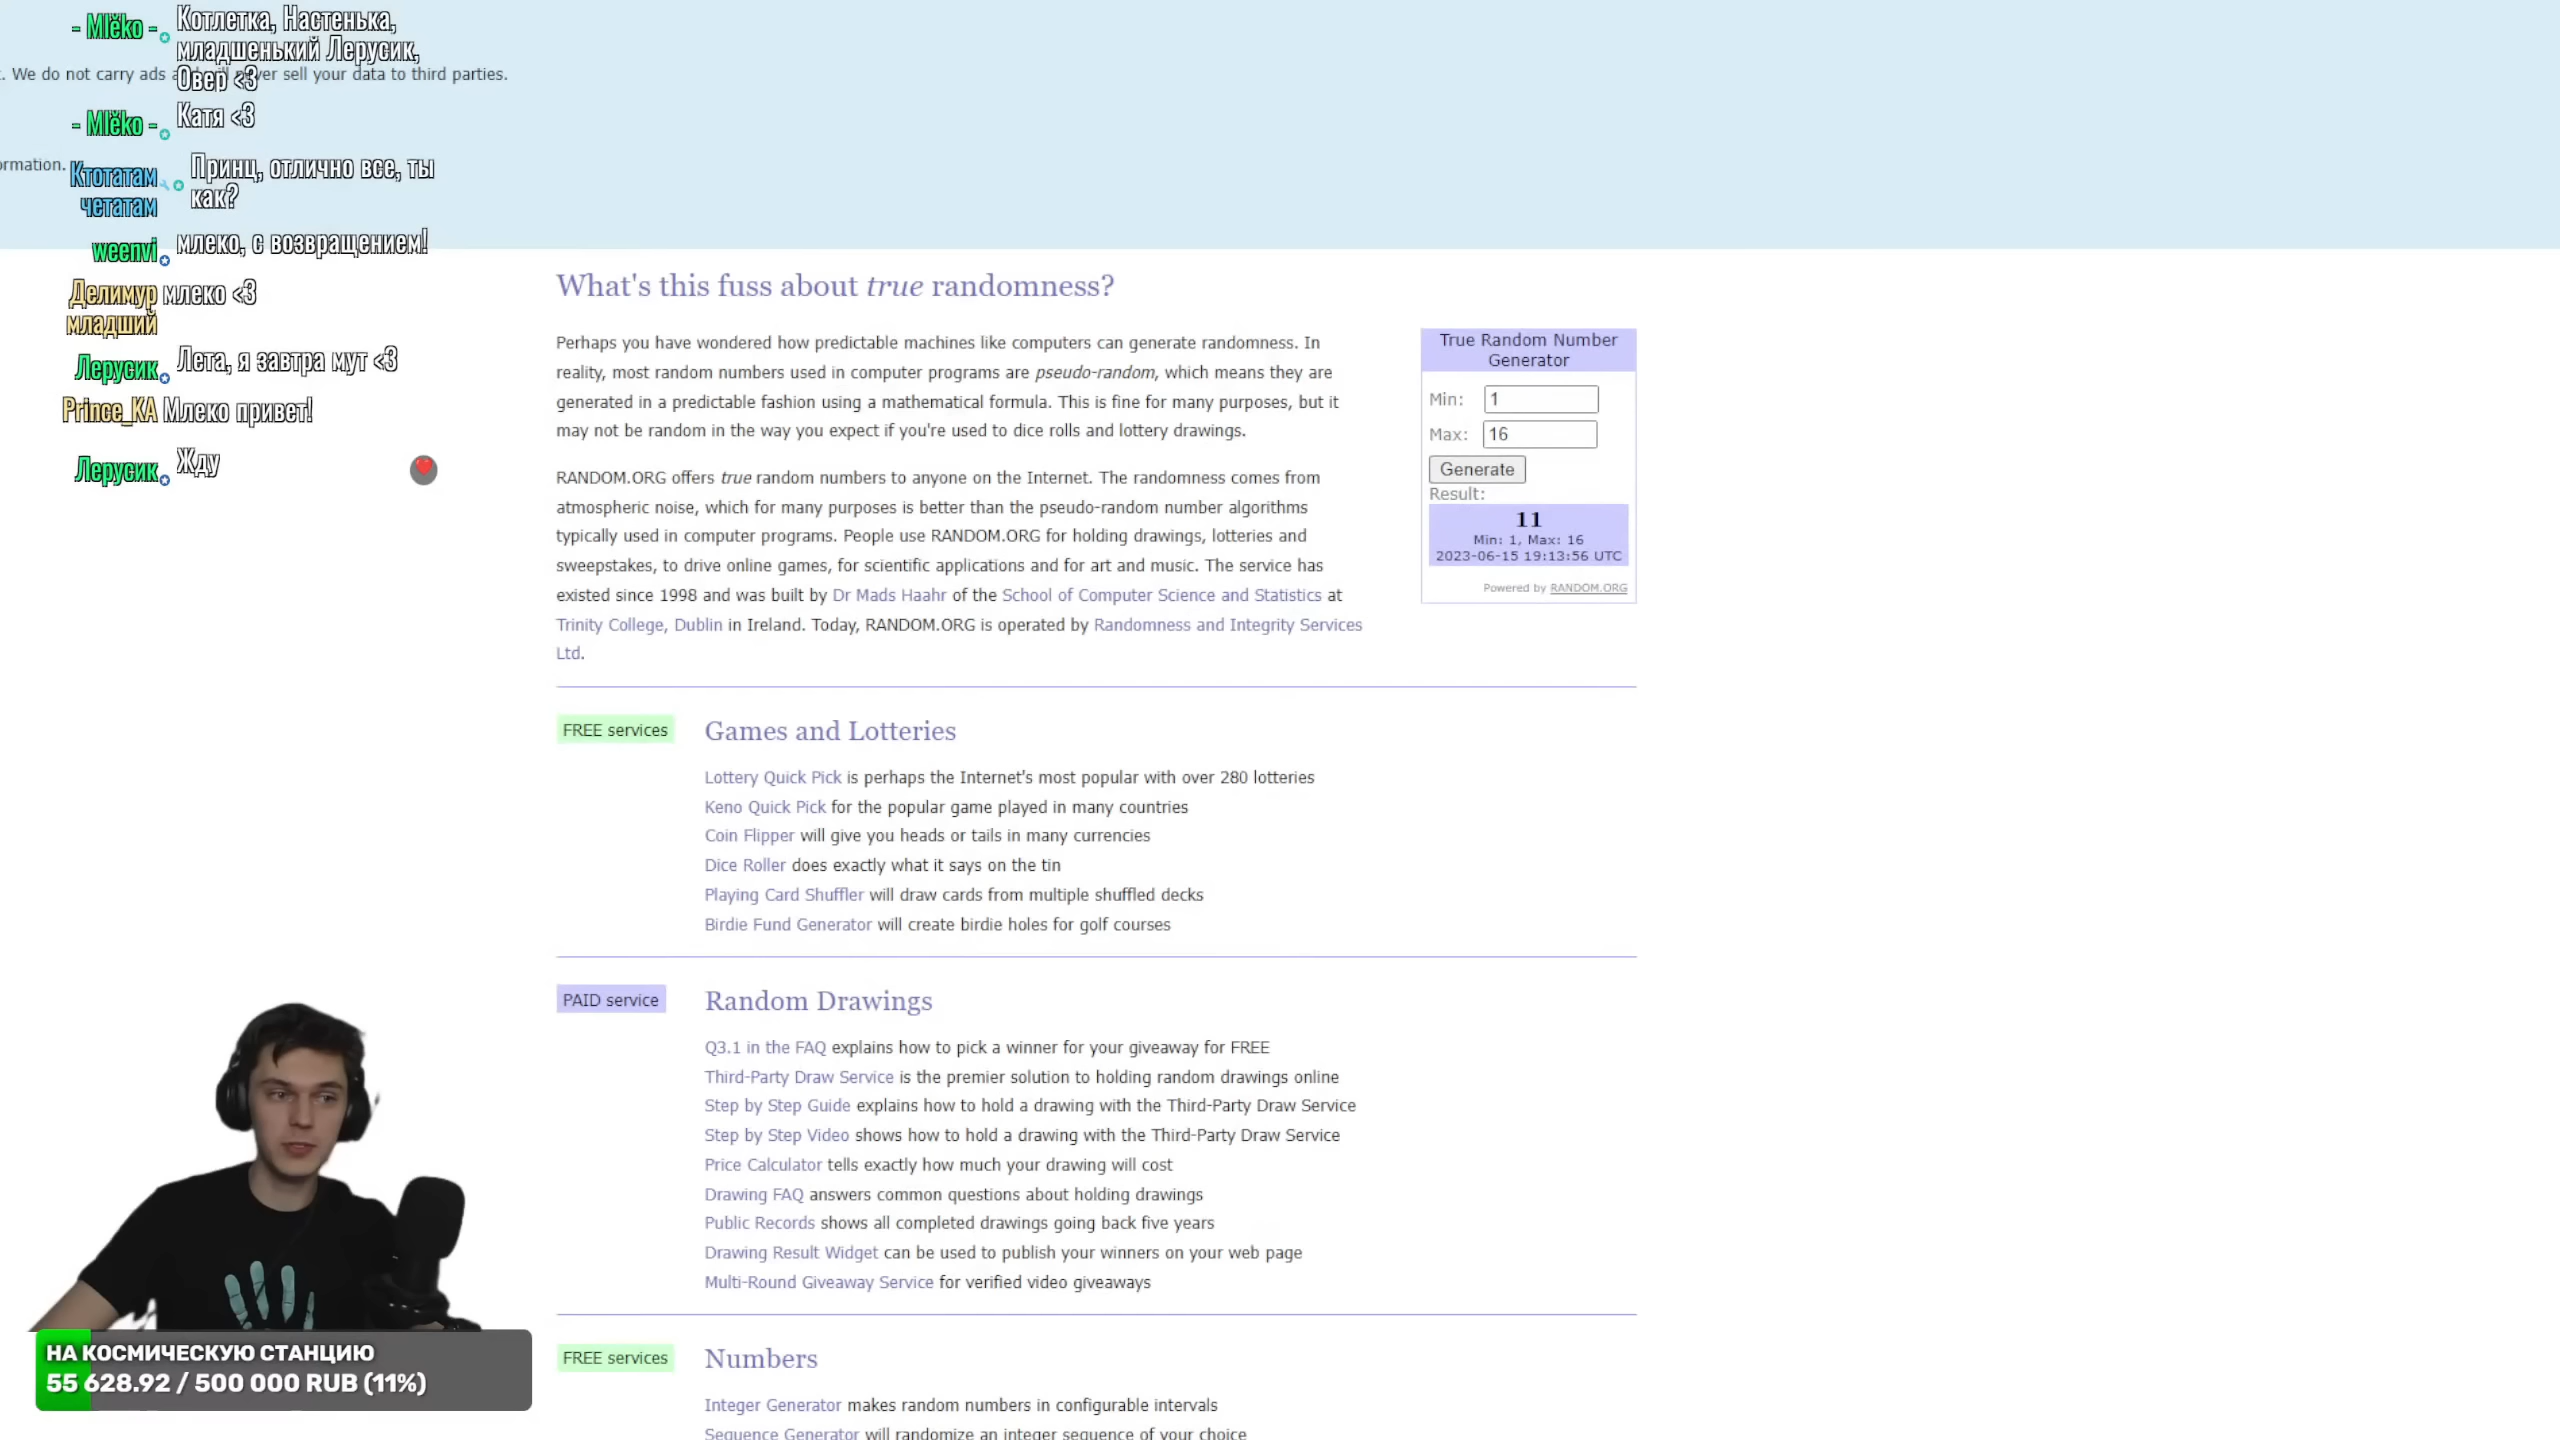 - Mlëko -
Котлетка, Настенька,
младшенький Лерусик,
Овер <3
. We do not carry ads
ver sell your data to third parties.
- Mlëko -
Катя <3
ormation.
Ктотатам
четатам
Принц, отлично все, ты
как?
weenvi
млеко, с возвращением!
Делимур
младший
млеко <3
Лерусик
Лета, я завтра мут <3
Prince_KA
Млеко привет!
Лерусик
Жду
What's this fuss about true randomness?
Perhaps you have wondered how predictable machines like computers can generate randomness. In
reality, most random numbers used in computer programs are pseudo-random, which means they are
generated in a predictable fashion using a mathematical formula. This is fine for many purposes, but it
may not be random in the way you expect if you're used to dice rolls and lottery drawings.
RANDOM.ORG offers true random numbers to anyone on the Internet. The randomness comes from
atmospheric noise, which for many purposes is better than the pseudo-random number algorithms
typically used in computer programs. People use RANDOM.ORG for holding drawings, lotteries and
sweepstakes, to drive online games, for scientific applications and for art and music. The service has
existed since 1998 and was built by Dr Mads Haahr of the School of Computer Science and Statistics at
Trinity College, Dublin in Ireland. Today, RANDOM.ORG is operated by Randomness and Integrity Services
Ltd.
True Random Number
Generator
Min: 1
Max: 16
Generate
Result:
11
Min: 1, Max: 16
2023-06-15 19:13:56 UTC
Powered by RANDOM.ORG
FREE services
Games and Lotteries
Lottery Quick Pick is perhaps the Internet's most popular with over 280 lotteries
Keno Quick Pick for the popular game played in many countries
Coin Flipper will give you heads or tails in many currencies
Dice Roller does exactly what it says on the tin
Playing Card Shuffler will draw cards from multiple shuffled decks
Birdie Fund Generator will create birdie holes for golf courses
PAID service
Random Drawings
Q3.1 in the FAQ explains how to pick a winner for your giveaway for FREE
Third-Party Draw Service is the premier solution to holding random drawings online
Step by Step Guide explains how to hold a drawing with the Third-Party Draw Service
Step by Step Video shows how to hold a drawing with the Third-Party Draw Service
Price Calculator tells exactly how much your drawing will cost
Drawing FAQ answers common questions about holding drawings
Public Records shows all completed drawings going back five years
Drawing Result Widget can be used to publish your winners on your web page
Multi-Round Giveaway Service for verified video giveaways
FREE services
Numbers
Integer Generator makes random numbers in configurable intervals
Sequence Generator will randomize an integer sequence of your choice
НА КОСМИЧЕСКУЮ СТАНЦИЮ
55 628.92 / 500 000 RUB (11%)